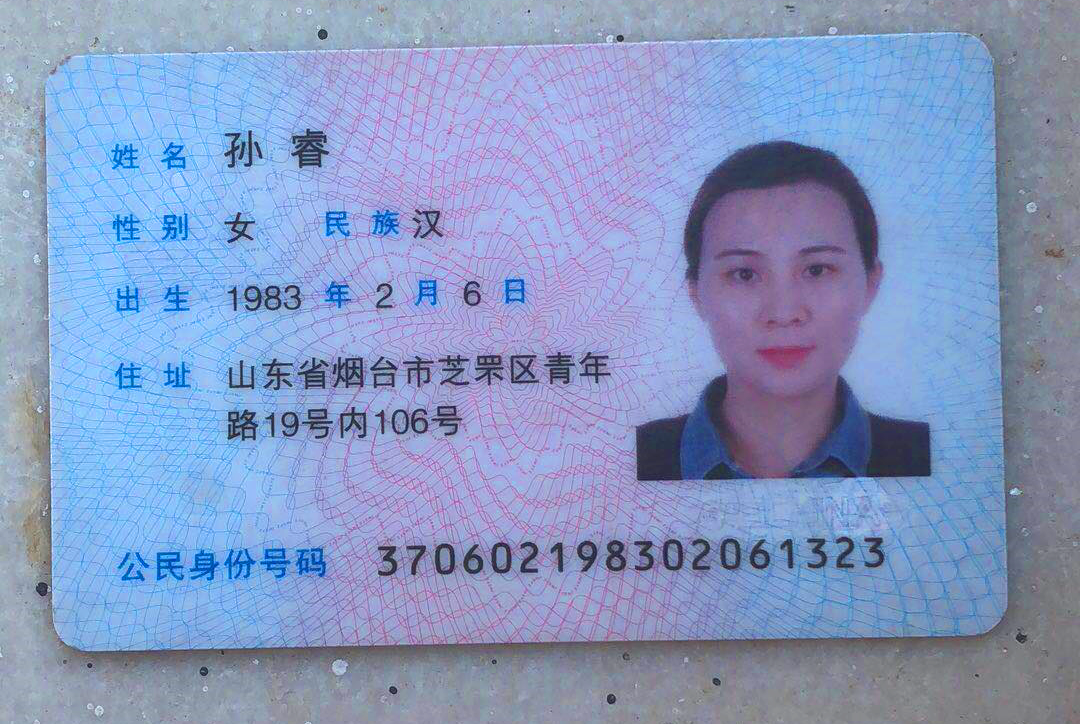 姓名 孙睿
性别 女 民族 汉
出生 1983 年 2 月 6 日
住址 山东省烟台市芝罘区青年
路19号内106号
公民身份号码 370602198302061323